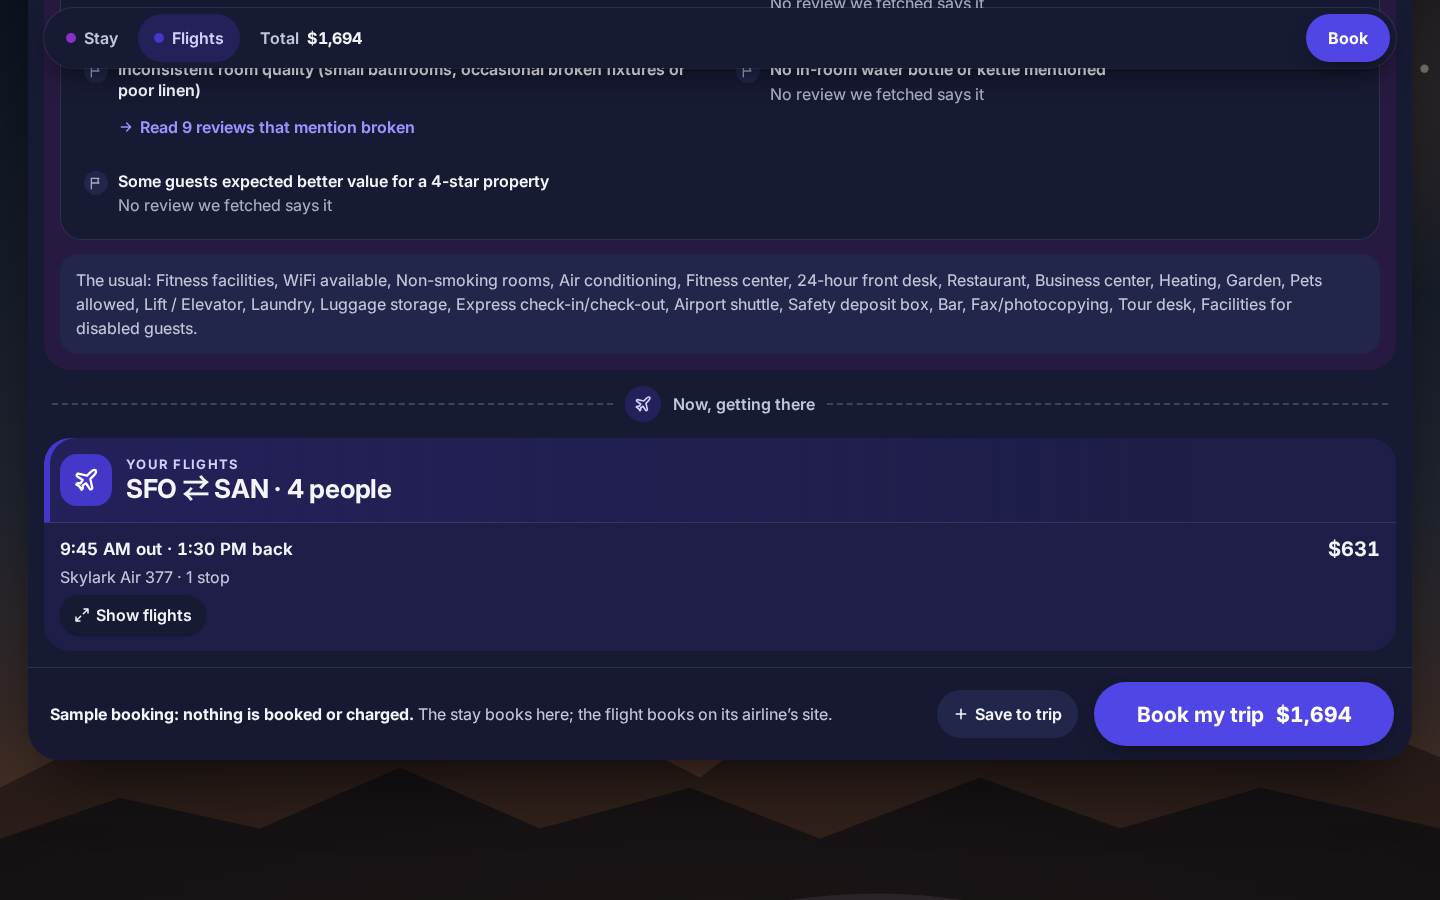 No review we fetched says it
Stay
Flights
Total $1,694
Book
Inconsistent room quality (small bathrooms, occasional broken fixtures or
poor linen)
→ Read 9 reviews that mention broken
No in-room water bottle or kettle mentioned
No review we fetched says it
Some guests expected better value for a 4-star property
No review we fetched says it
The usual: Fitness facilities, WiFi available, Non-smoking rooms, Air conditioning, Fitness center, 24-hour front desk, Restaurant, Business center, Heating, Garden, Pets
allowed, Lift / Elevator, Laundry, Luggage storage, Express check-in/check-out, Airport shuttle, Safety deposit box, Bar, Fax/photocopying, Tour desk, Facilities for
disabled guests.
Now, getting there
YOUR FLIGHTS
SFO ⇄ SAN · 4 people
9:45 AM out · 1:30 PM back
$631
Skylark Air 377 · 1 stop
Show flights
Sample booking: nothing is booked or charged. The stay books here; the flight books on its airline’s site.
+ Save to trip
Book my trip $1,694